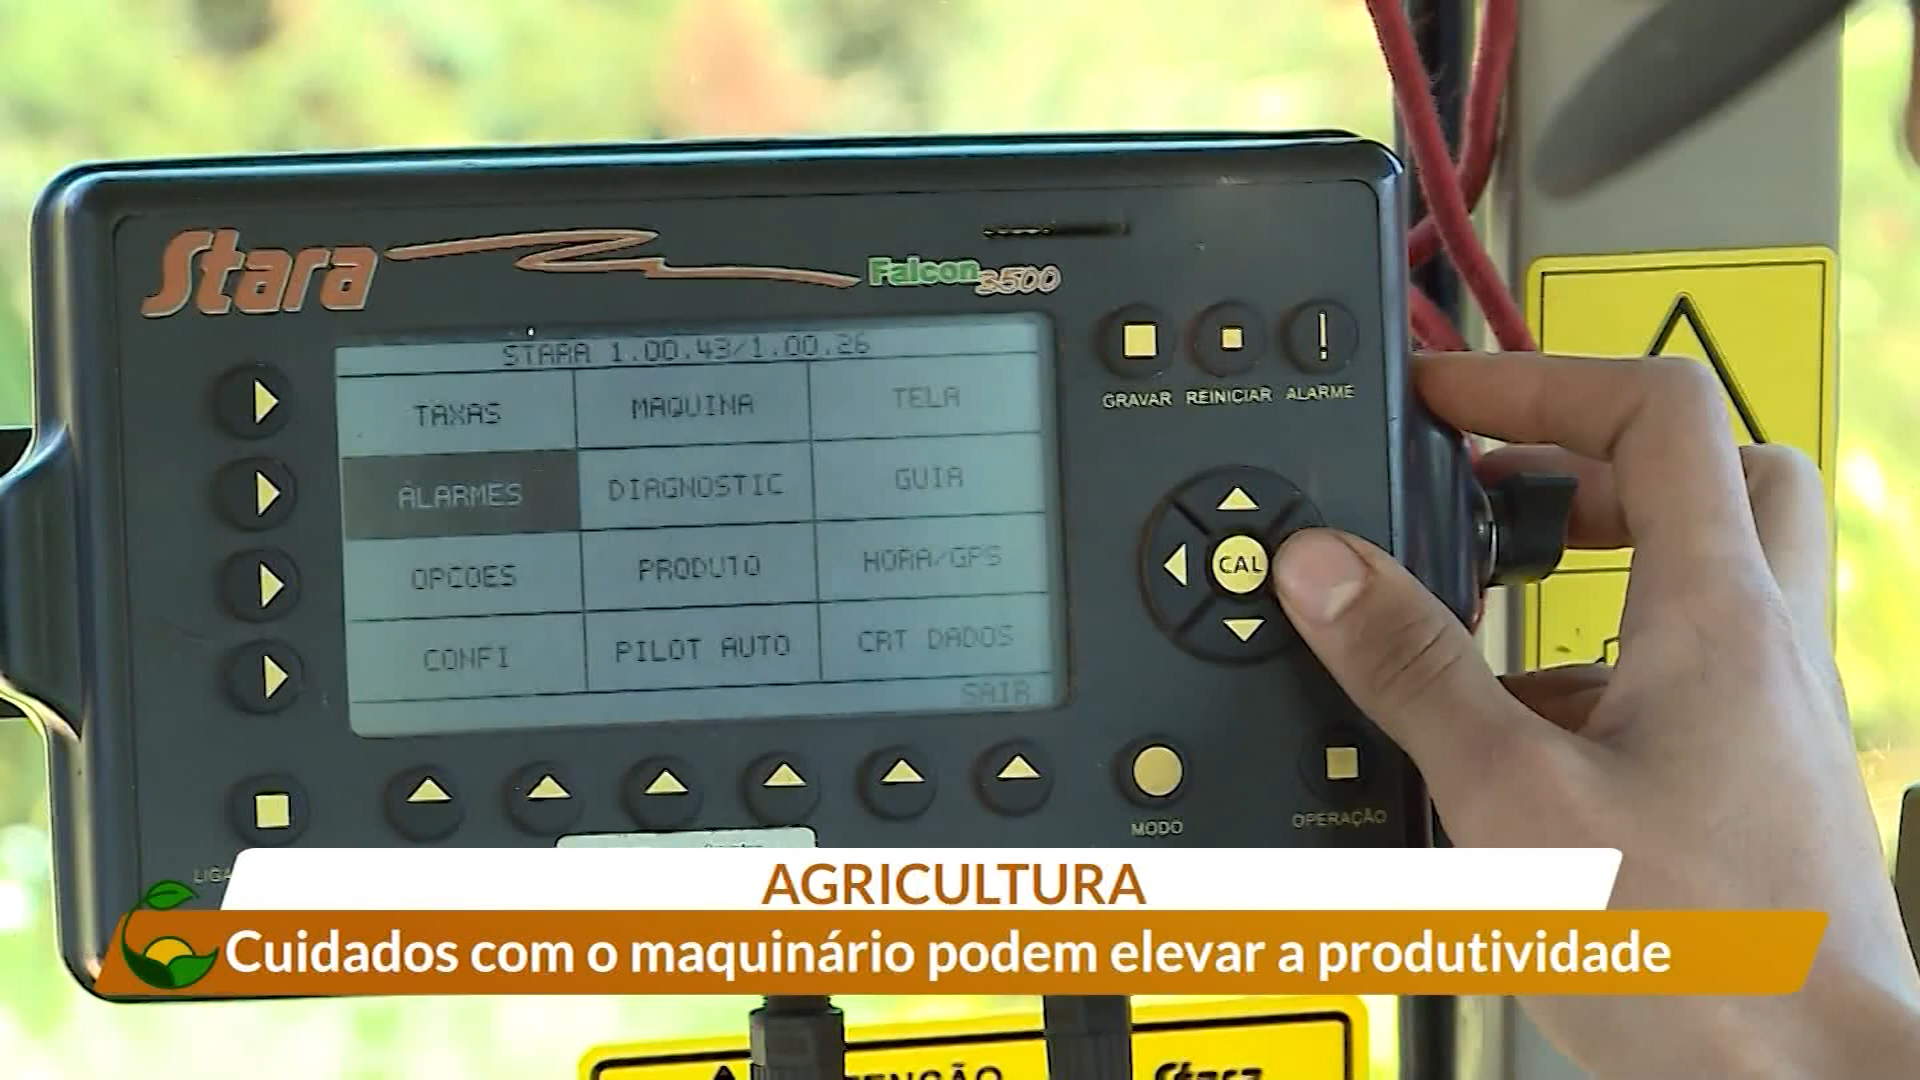 Stara
Falcon 3500
STARA 1.00.43/1.00.26
TAXAS MAQUINA TELA
ALARMES DIAGNOSTIC GUIA
OPCOES PRODUTO HORA/GPS
CONFI PILOT AUTO CRT DADOS
SAIR
GRAVAR REINICIAR ALARME
CAL
MODO OPERAÇÃO
AGRICULTURA
Cuidados com o maquinário podem elevar a produtividade
Stara